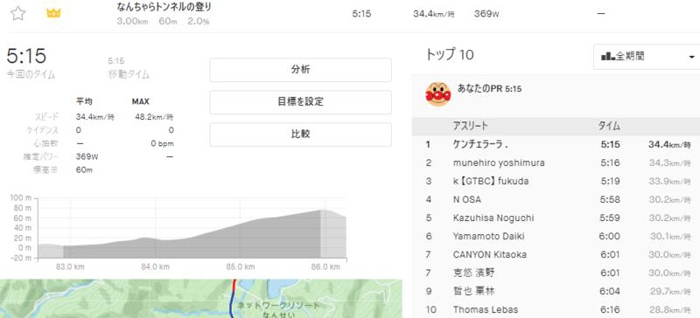 なんちゃらトンネルの登り
3.00km 60m 2.0%
5:15 34.4km/時 369W —
5:15
今回のタイム
5:15
移動タイム
分析
目標を設定
比較
平均 MAX
スピード 34.4km/時 48.2km/時
ケイデンス 0 0
心拍数 — 0 bpm
推定パワー 369W —
標高差 60m
100 m
80 m
60 m
40 m
20 m
0 m
-20 m
83.0 km 84.0 km 85.0 km 86.0 km
ネットワークリゾート
なんせい
トップ 10
全期間
あなたのPR 5:15
アスリート タイム
1 ケンチェラーラ . 5:15 34.4km/時
2 munehiro yoshimura 5:16 34.3km/時
3 k【GTBC】fukuda 5:19 33.9km/時
4 N OSA 5:58 30.2km/時
5 Kazuhisa Noguchi 5:59 30.2km/時
6 Yamamoto Daiki 6:00 30.1km/時
7 CANYON Kitaoka 6:01 30.0km/時
7 克悠 濱野 6:01 30.0km/時
9 哲也 栗林 6:04 29.7km/時
10 Thomas Lebas 6:16 28.8km/時